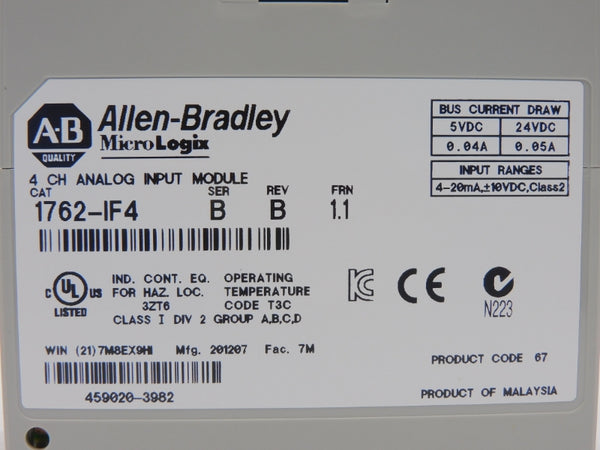 A-B
QUALITY
Allen-Bradley
MicroLogix
BUS CURRENT DRAW
5VDC 24VDC
0.04A 0.05A
INPUT RANGES
4-20mA,±10VDC,Class2
4 CH ANALOG INPUT MODULE
CAT SER REV FRN
1762-IF4 B B 1.1
C UL US
LISTED
IND. CONT. EQ.
FOR HAZ. LOC.
3ZT6
OPERATING
TEMPERATURE
CODE T3C
CLASS I DIV 2 GROUP A,B,C,D
CE
N223
WIN (21)7M8EX9HI Mfg. 201207 Fac. 7M
459020-3982
PRODUCT CODE 67
PRODUCT OF MALAYSIA